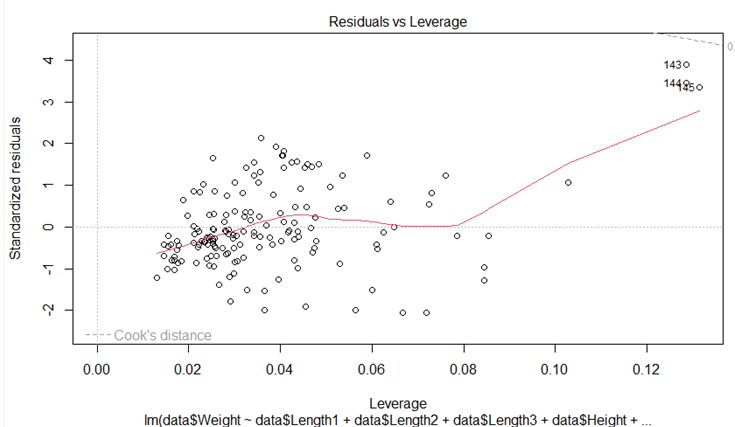 Residuals vs Leverage
4
3
2
1
0
-1
-2
Standardized residuals
143
144
145
0.
Cook's distance
0.00 0.02 0.04 0.06 0.08 0.10 0.12
Leverage
lm(data$Weight ~ data$Length1 + data$Length2 + data$Length3 + data$Height + ...